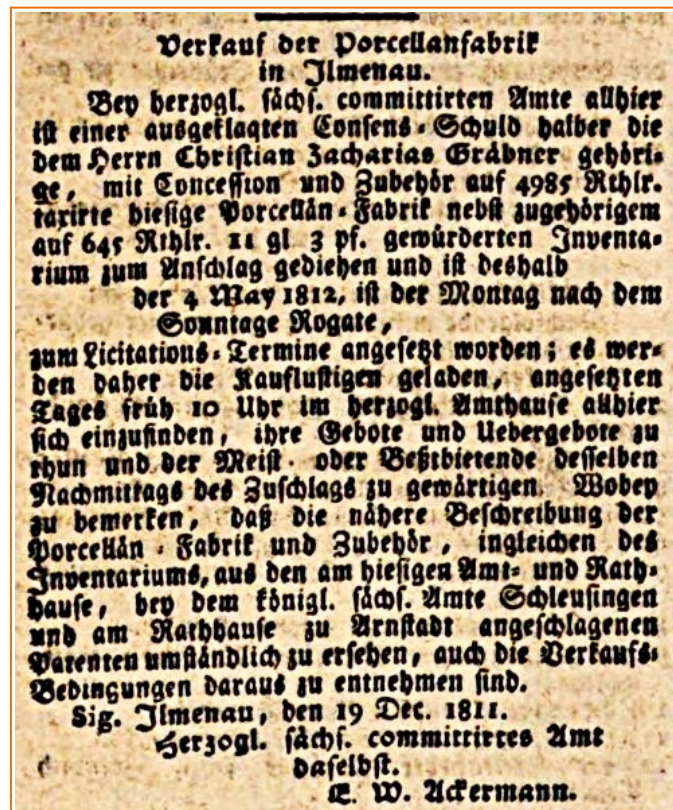 Verkauf der Porcellanfabrik
in Ilmenau.
Bey herzogl. sächs. committirten Amte allhier
ist einer ausgeklagten Consens-Schuld halber die
dem Herrn Christian Zacharias Gräbner gehöri-
ge, mit Concession und Zubehör auf 4985 Rthlr.
taxirte hiesige Porcellän-Fabrik nebst zugehörigem
auf 645 Rthlr. 11 gl 3 pf. gewürderten Inventa-
rium zum Anschlag gediehen und ist deshalb
der 4 May 1812, ist der Montag nach dem
Sonntage Rogate,
zum Licitations-Termine angesetzt worden; es wer-
den daher die Kauflustigen geladen, angesetzten
Tages früh 10 Uhr im herzogl. Amthause allhier
sich einzufinden, ihre Gebote und Uebergebote zu
thun und der Meist- oder Beßtbietende desselben
Nachmittags des Zuschlags zu gewärtigen. Wobey
zu bemerken, daß die nähere Beschreibung der
Porcellän-Fabrik und Zubehör, ingleichen des
Inventariums, aus den am hiesigen Amt- und Rath-
hause, bey dem königl. sächs. Amte Schleusingen
und am Rathhause zu Arnstadt angeschlagenen
Patenten umständlich zu ersehen, auch die Verkaufs-
Bedingungen daraus zu entnehmen sind.
Sig. Ilmenau, den 19 Dec. 1811.
Herzogl. sächs. committirtes Amt
daselbst.
E. W. Ackermann.